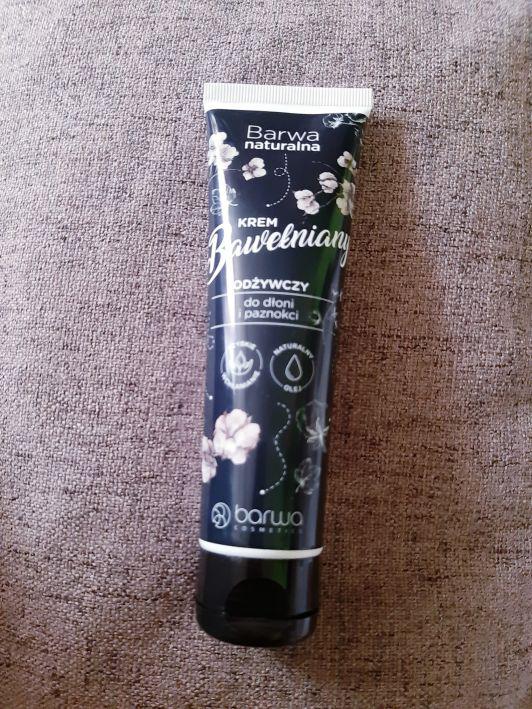 Barwa
naturalna
KREM
Bawełniany
ODŻYWCZY
do dłoni
i paznokci
NATURALNY
OLEJ
barwa
COSMETICS